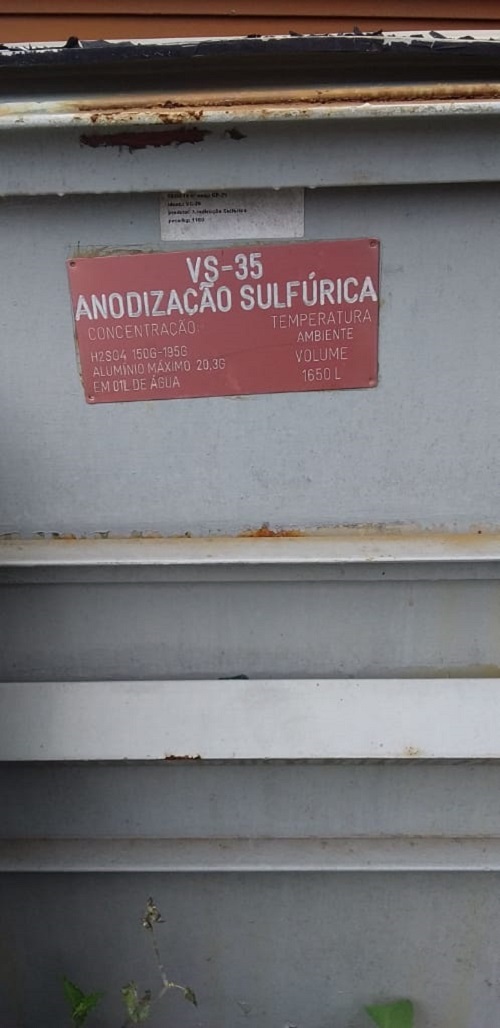 VS-35
ANODIZAÇÃO SULFÚRICA
CONCENTRAÇÃO:
H2SO4 150G-195G
ALUMÍNIO MÁXIMO 20,3G
EM 01L DE ÁGUA
TEMPERATURA
AMBIENTE
VOLUME
1650 L